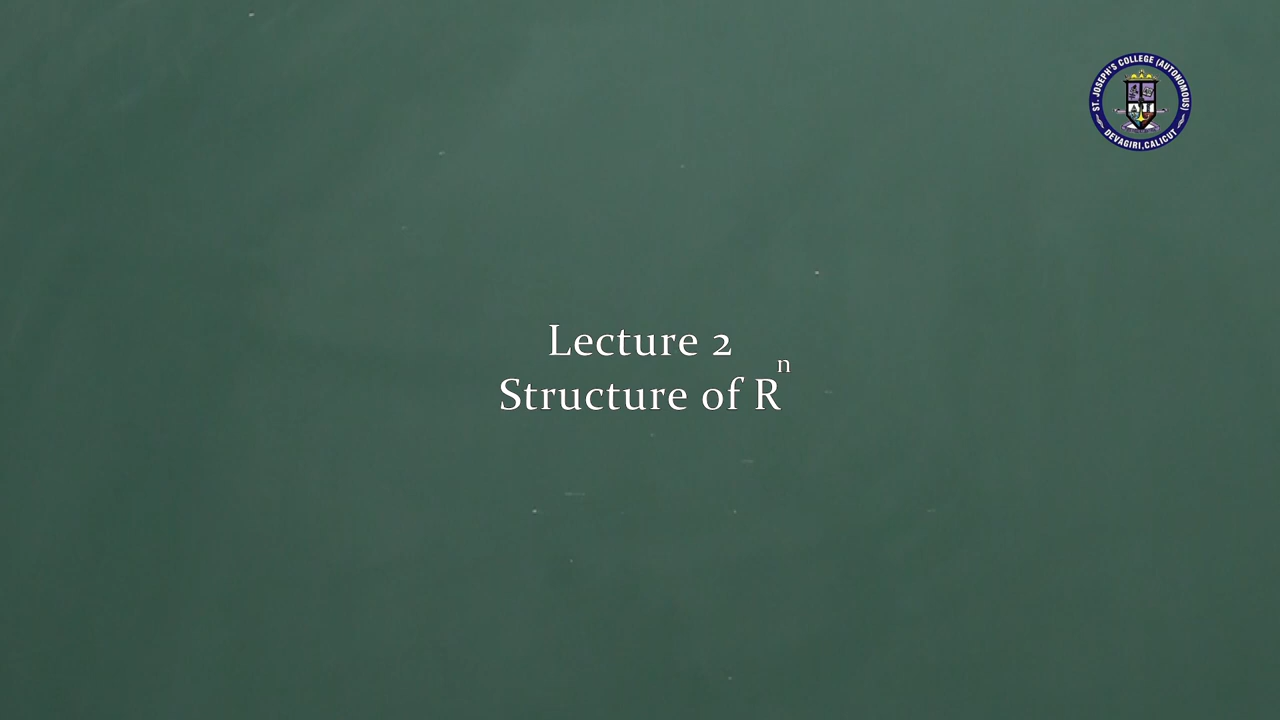 ST. JOSEPH'S COLLEGE (AUTONOMOUS)
DEVAGIRI, CALICUT
Lecture 2
Structure of Rⁿ